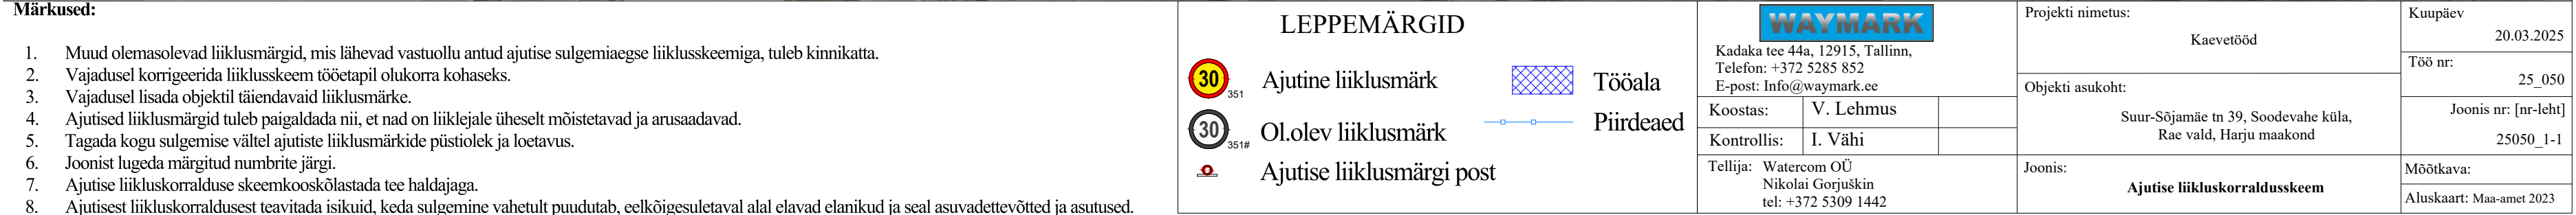 Märkused:
1. Muud olemasolevad liiklusmärgid, mis lähevad vastuollu antud ajutise sulgemiaegse liiklusskeemiga, tuleb kinnikatta.
2. Vajadusel korrigeerida liiklusskeem tööetapil olukorra kohaseks.
3. Vajadusel lisada objektil täiendavaid liiklusmärke.
4. Ajutised liiklusmärgid tuleb paigaldada nii, et nad on liiklejale üheselt mõistetavad ja arusaadavad.
5. Tagada kogu sulgemise vältel ajutiste liiklusmärkide püstiolek ja loetavus.
6. Joonist lugeda märgitud numbrite järgi.
7. Ajutise liikluskorralduse skeemkooskõlastada tee haldajaga.
8. Ajutisest liikluskorraldusest teavitada isikuid, keda sulgemine vahetult puudutab, eelkõigesuletaval alal elavad elanikud ja seal asuvadettevõtted ja asutused.
LEPPEMÄRGID
30 351 Ajutine liiklusmärk
30 351# Ol.olev liiklusmärk
Ajutise liiklusmärgi post
Tööala
Piirdeaed
WAYMARK
Kadaka tee 44a, 12915, Tallinn,
Telefon: +372 5285 852
E-post: Info@waymark.ee
Koostas: V. Lehmus
Kontrollis: I. Vähi
Tellija: Watercom OÜ
Nikolai Gorjuškin
tel: +372 5309 1442
Projekti nimetus:
Kaevetööd
Objekti asukoht:
Suur-Sõjamäe tn 39, Soodevahe küla,
Rae vald, Harju maakond
Joonis:
Ajutise liikluskorraldusskeem
Kuupäev
20.03.2025
Töö nr:
25_050
Joonis nr: [nr-leht]
25050_1-1
Mõõtkava:
Aluskaart: Maa-amet 2023